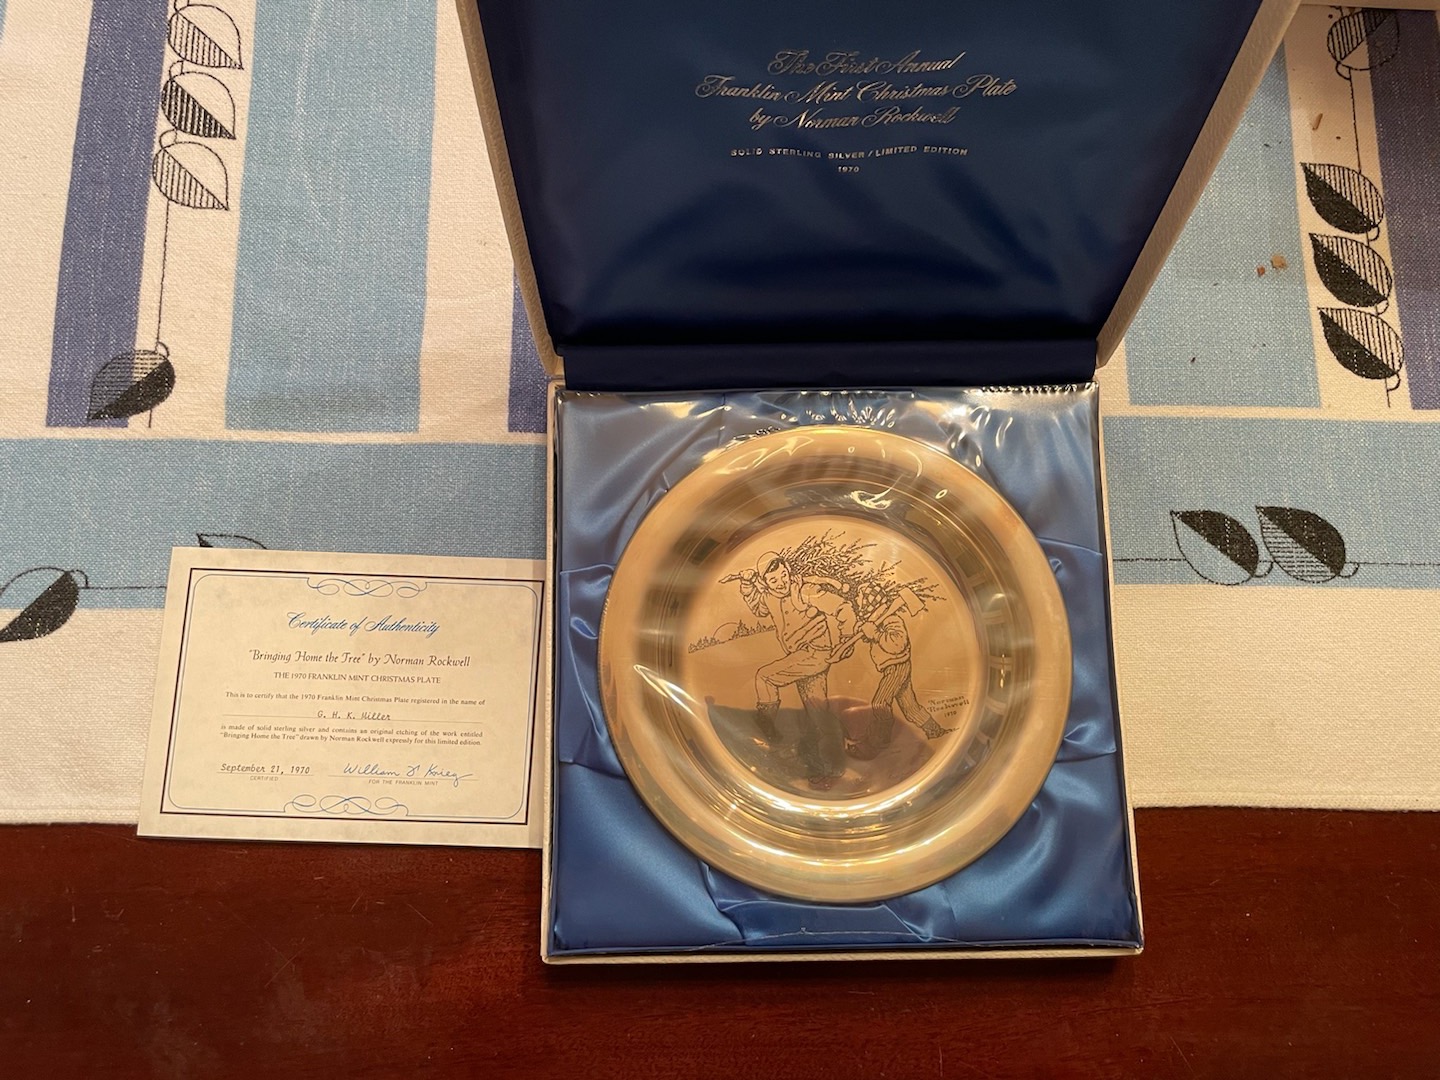 The First Annual
Franklin Mint Christmas Plate
by Norman Rockwell
SOLID STERLING SILVER / LIMITED EDITION
1970
Certificate of Authenticity
"Bringing Home the Tree" by Norman Rockwell
THE 1970 FRANKLIN MINT CHRISTMAS PLATE
This is to certify that the 1970 Franklin Mint Christmas Plate registered in the name of
G. H. K. Miller
is made of solid sterling silver and contains an original etching of the work entitled
"Bringing Home the Tree" drawn by Norman Rockwell expressly for this limited edition.
September 21, 1970
CERTIFIED
William F Krieg
FOR THE FRANKLIN MINT
Norman
Rockwell
1970